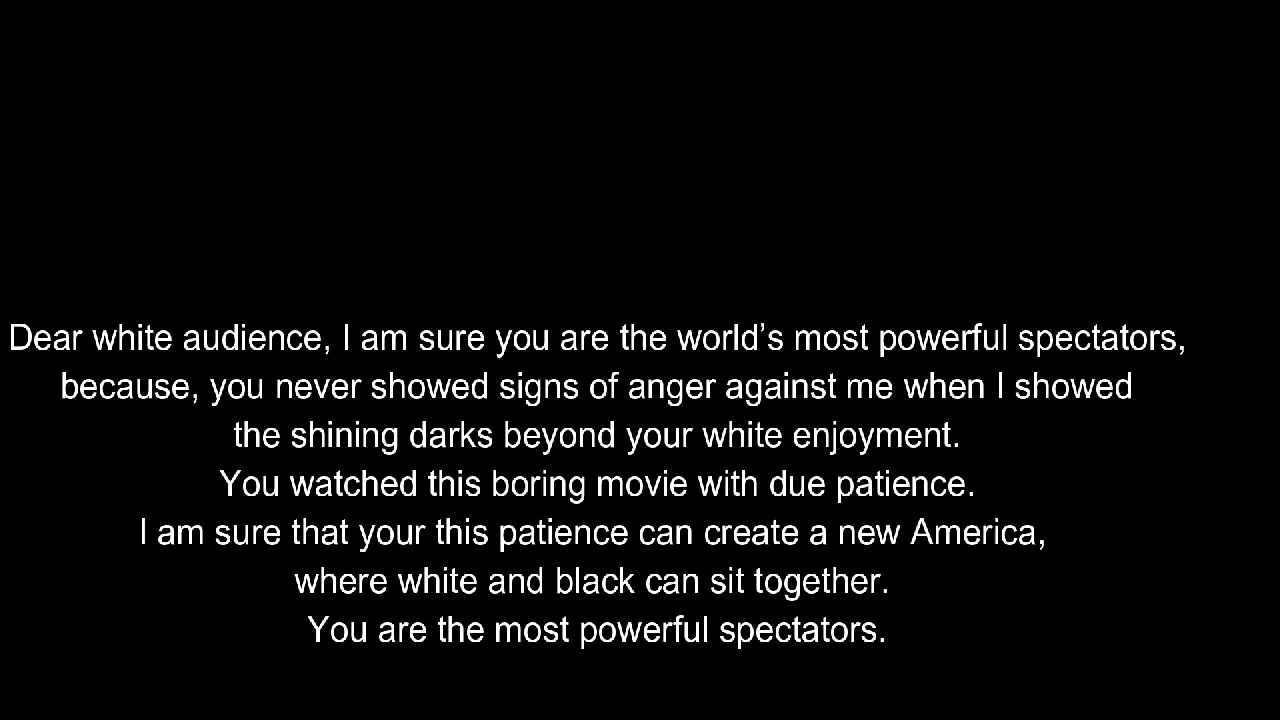 Dear white audience, I am sure you are the world’s most powerful spectators,
because, you never showed signs of anger against me when I showed
the shining darks beyond your white enjoyment.
You watched this boring movie with due patience.
I am sure that your this patience can create a new America,
where white and black can sit together.
You are the most powerful spectators.